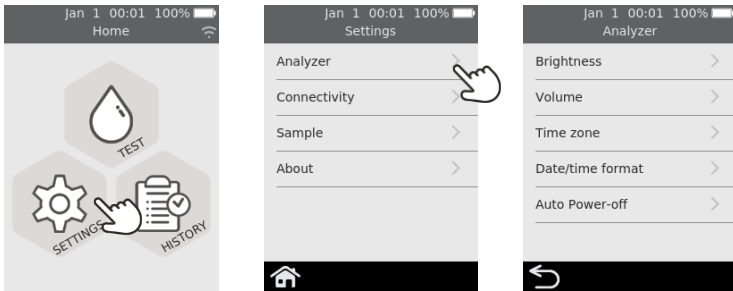 Jan 1 00:01 100%
Home
TEST
SETTINGS
HISTORY
Jan 1 00:01 100%
Settings
Analyzer
Connectivity
Sample
About
Jan 1 00:01 100%
Analyzer
Brightness
Volume
Time zone
Date/time format
Auto Power-off